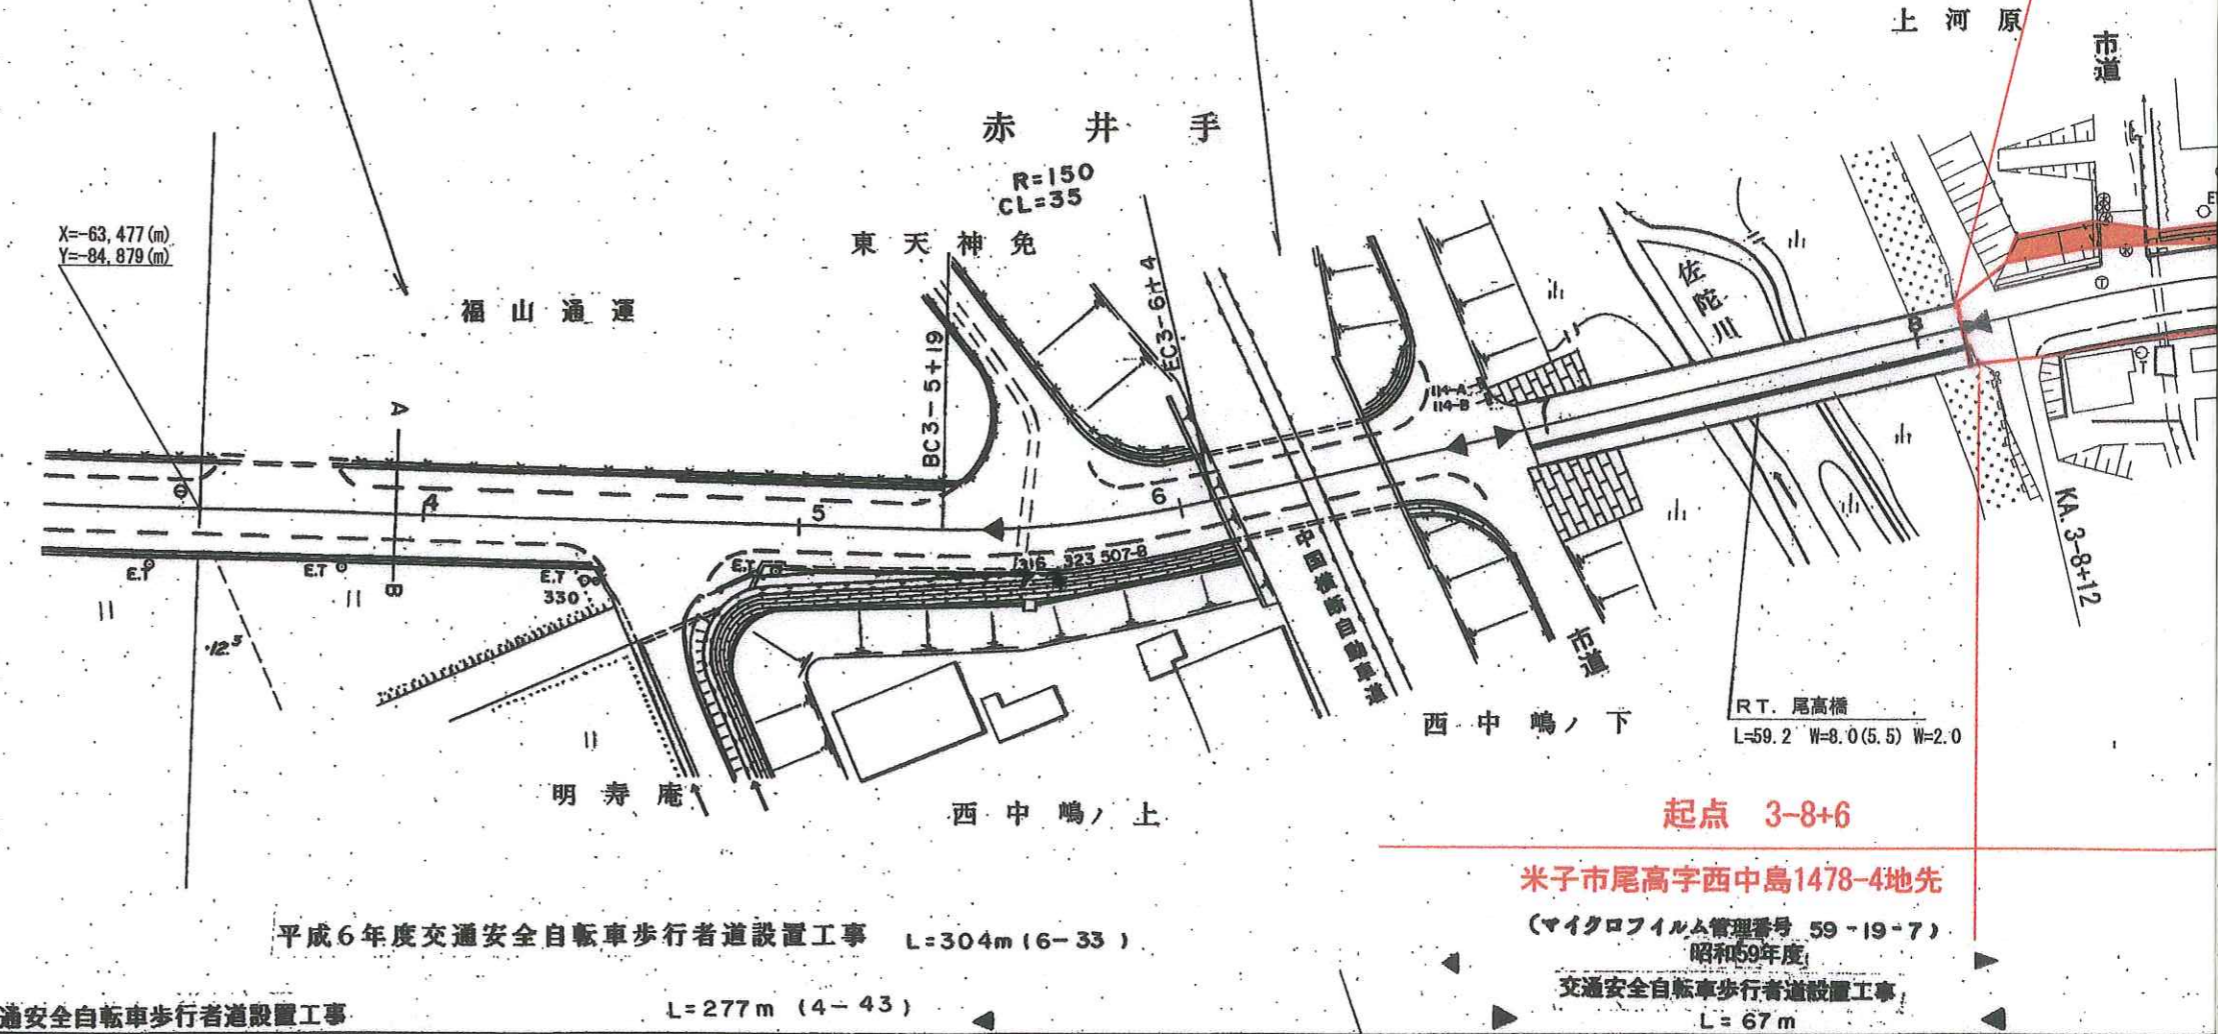 上河原
市道
赤井手
R=150
CL=35
東天神免
X=-63,477(m)
Y=-84,879(m)
福山通運
BC3-5+19
EC3-6+4
佐陀川
114-A
114-B
8
A
4
5
6
B
E.T
E.T
E.T
330
E.T
316 323 507-8
12.5
中国横断自動車道
市道
KA.3-8+12
RT. 尾高橋
L=59.2 W=8.0(5.5) W=2.0
西中嶋ノ下
明寿庵
西中嶋ノ上
起点 3-8+6
米子市尾高字西中島1478-4地先
(マイクロフィルム管理番号 59-19-7)
昭和59年度
交通安全自転車歩行者道設置工事
L=67m
平成6年度交通安全自転車歩行者道設置工事 L=304m(6-33)
通安全自転車歩行者道設置工事 L=277m (4-43)